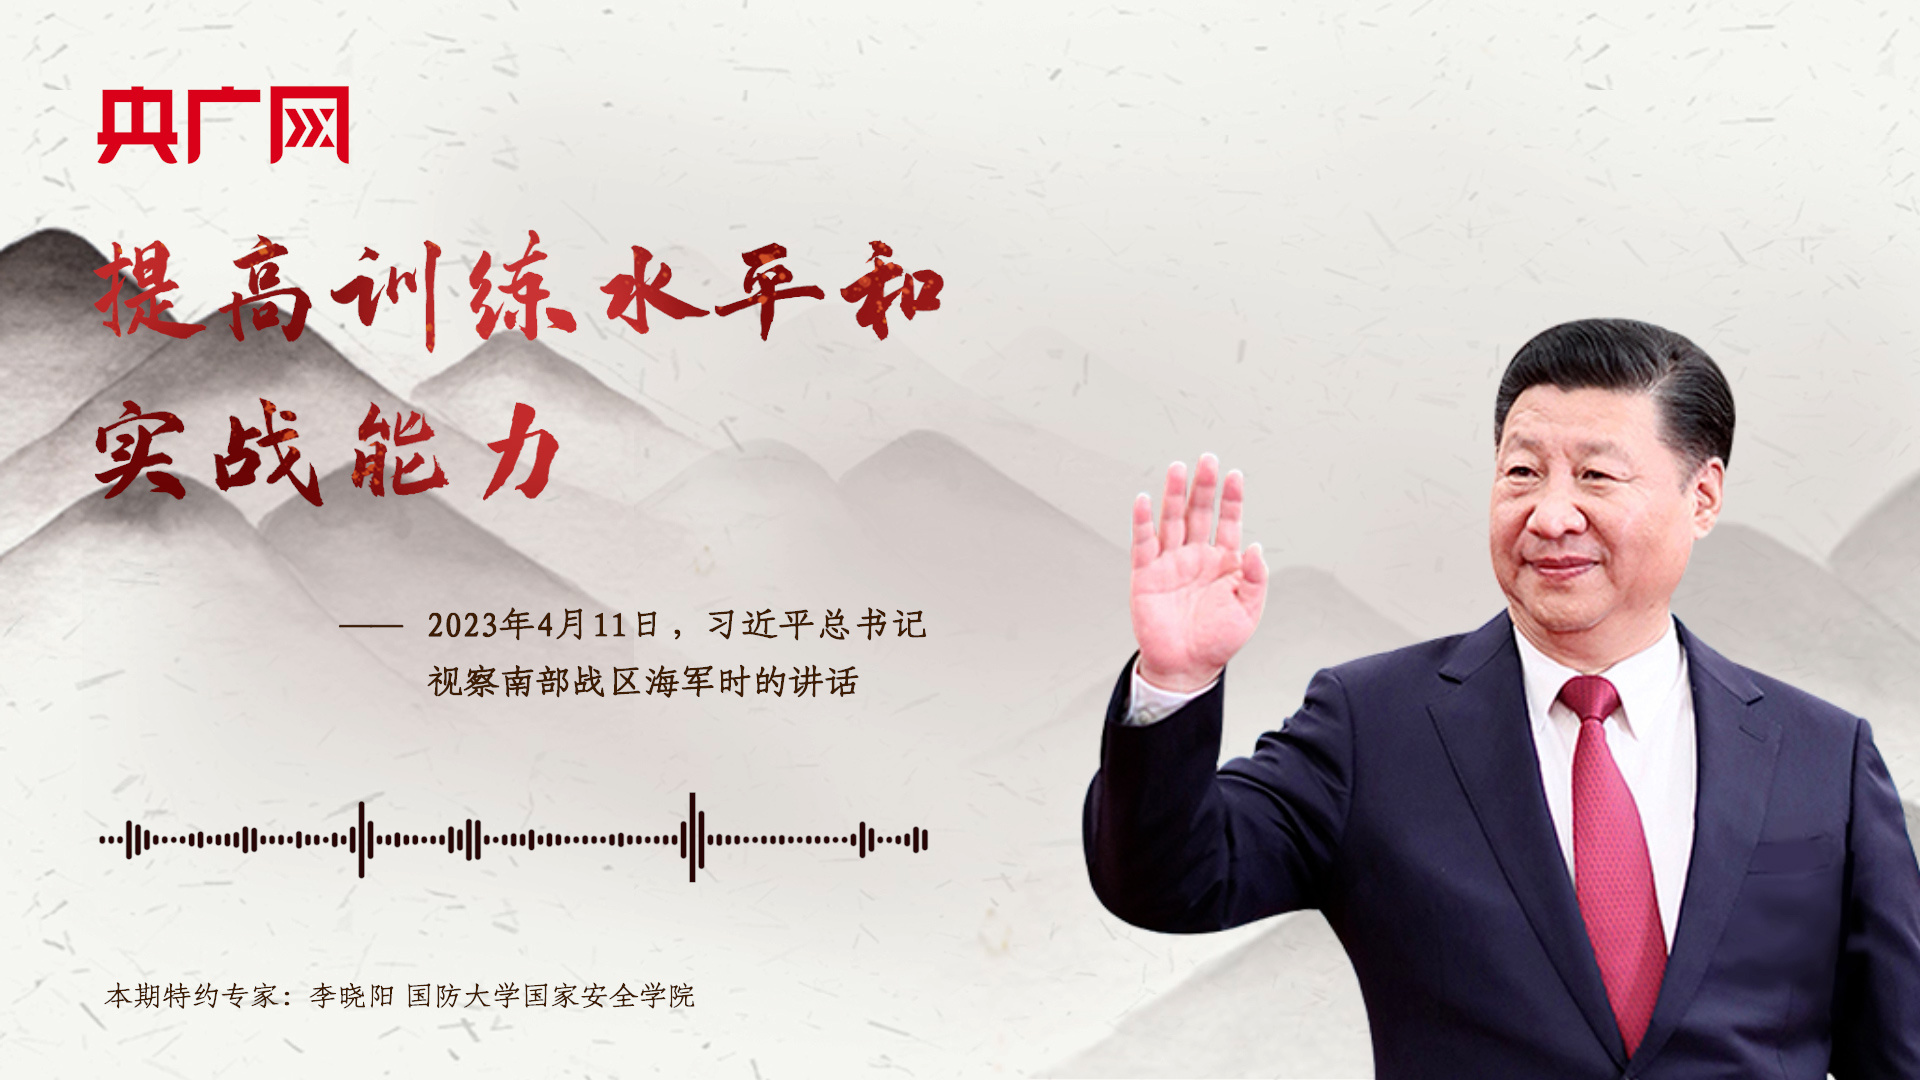 央广网
提高训练水平和
实战能力
—— 2023年4月11日，习近平总书记
视察南部战区海军时的讲话
本期特约专家：李晓阳 国防大学国家安全学院